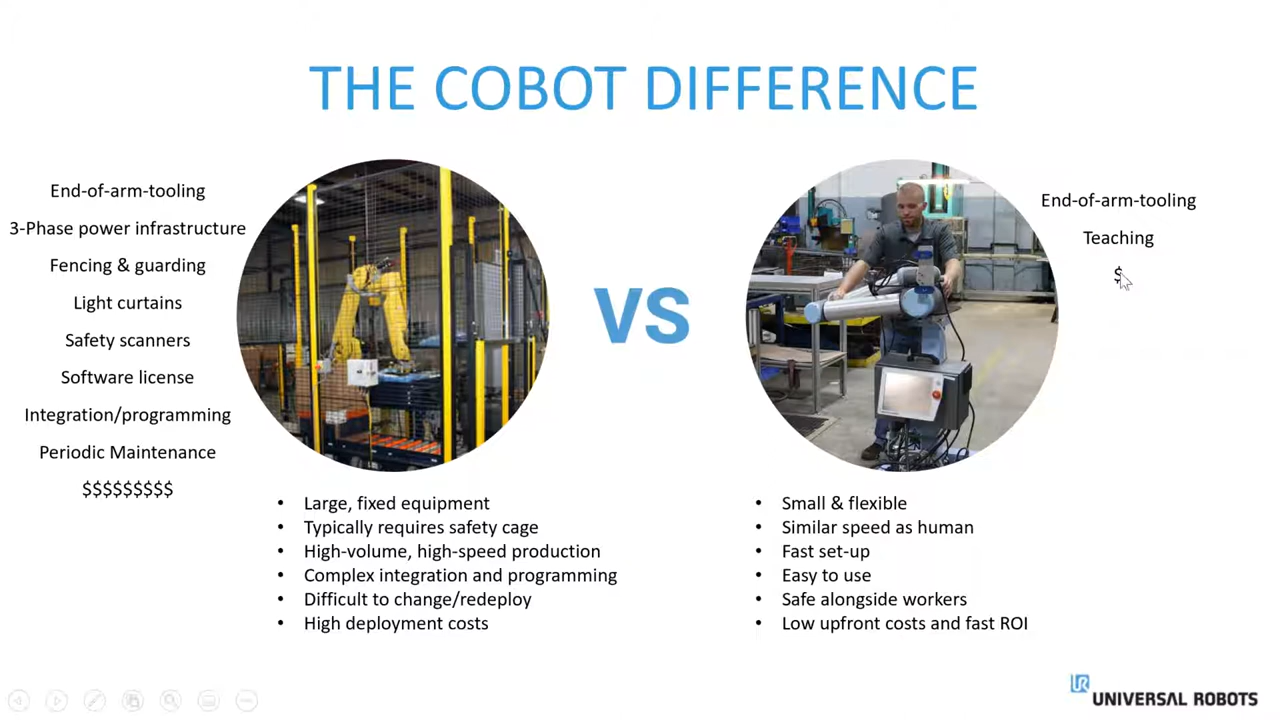 THE COBOT DIFFERENCE
End-of-arm-tooling
3-Phase power infrastructure
Fencing & guarding
Light curtains
Safety scanners
Software license
Integration/programming
Periodic Maintenance
$$$$$$$$$
VS
End-of-arm-tooling
Teaching
$
• Large, fixed equipment
• Typically requires safety cage
• High-volume, high-speed production
• Complex integration and programming
• Difficult to change/redeploy
• High deployment costs
• Small & flexible
• Similar speed as human
• Fast set-up
• Easy to use
• Safe alongside workers
• Low upfront costs and fast ROI
UR UNIVERSAL ROBOTS